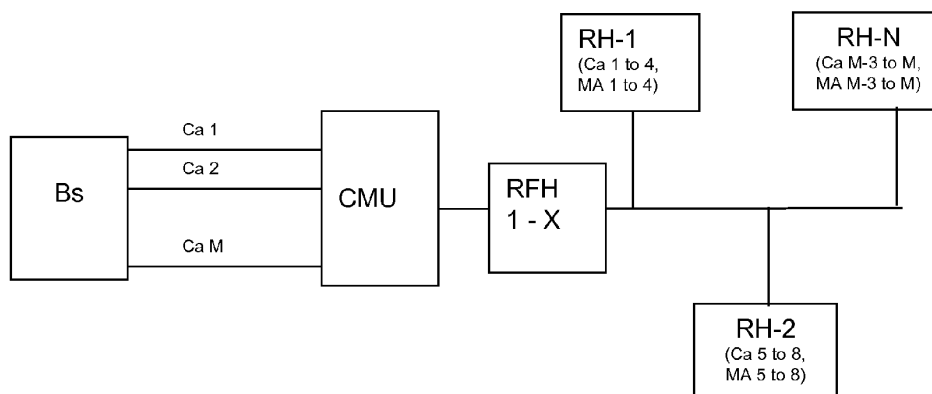 Bs
Ca 1
Ca 2
Ca M
CMU
RFH
1 - X
RH-1
(Ca 1 to 4,
MA 1 to 4)
RH-N
(Ca M-3 to M,
MA M-3 to M)
RH-2
(Ca 5 to 8,
MA 5 to 8)